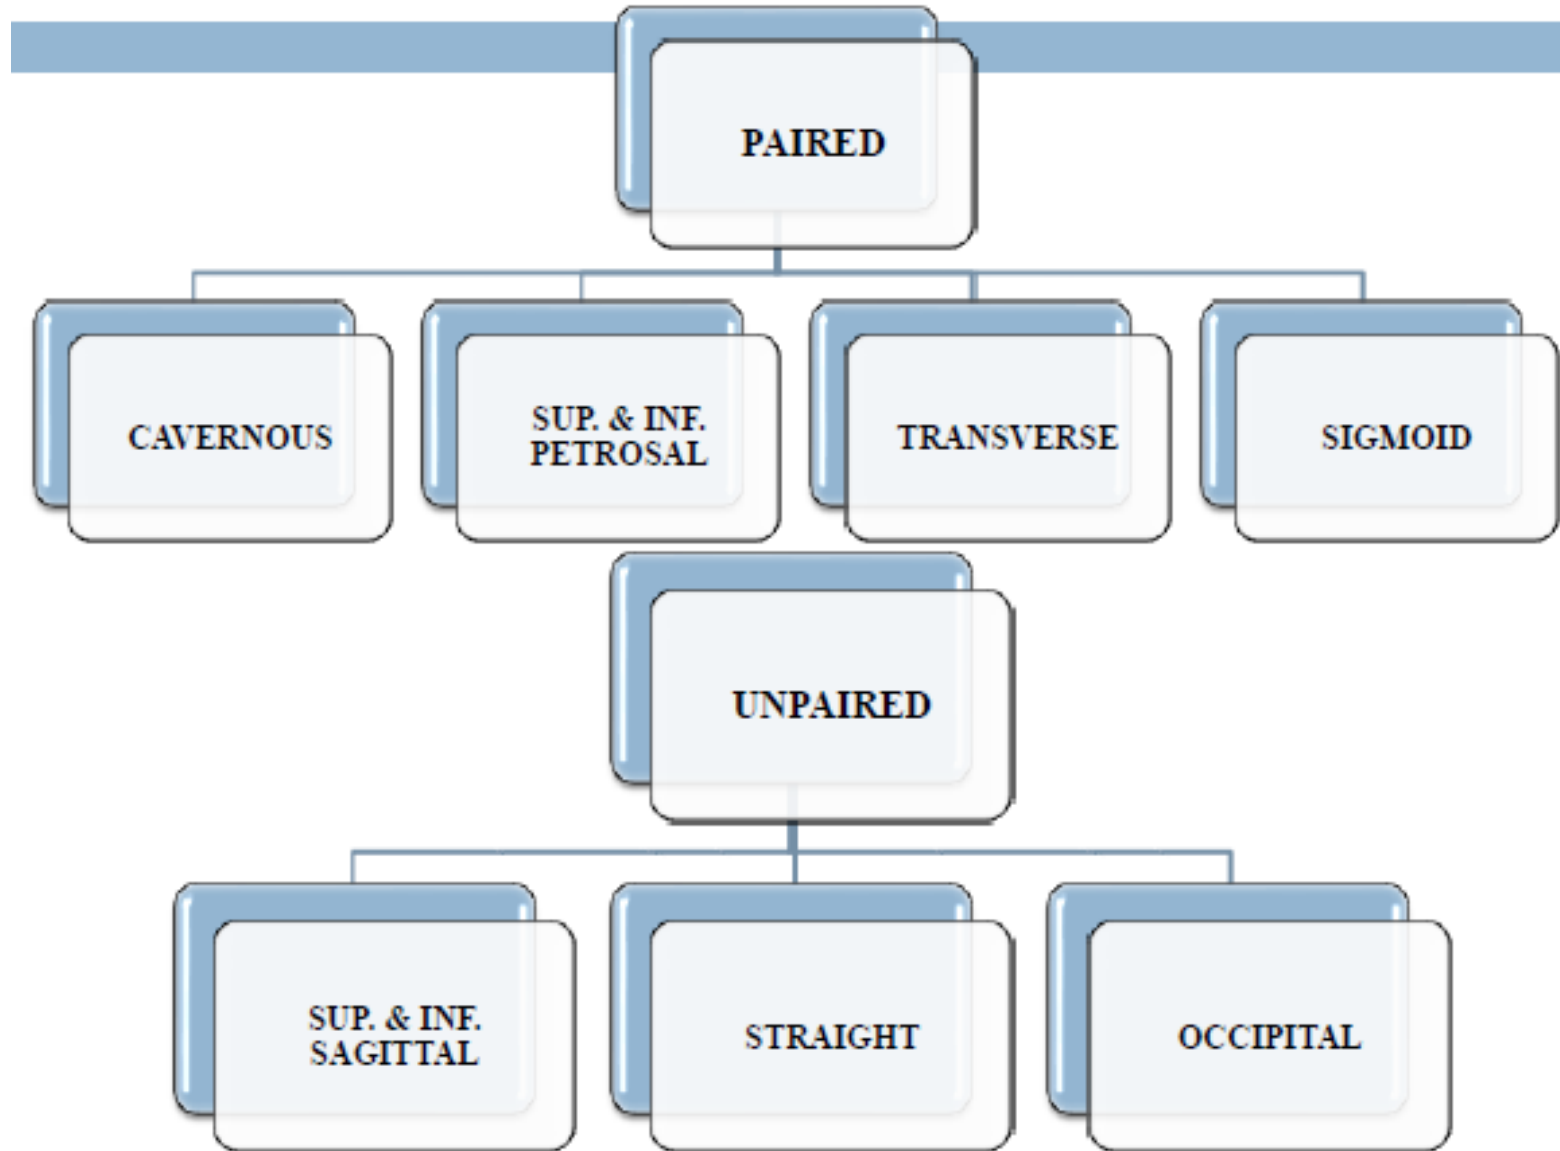 PAIRED
CAVERNOUS
SUP. & INF.
PETROSAL
TRANSVERSE
SIGMOID
UNPAIRED
SUP. & INF.
SAGITTAL
STRAIGHT
OCCIPITAL